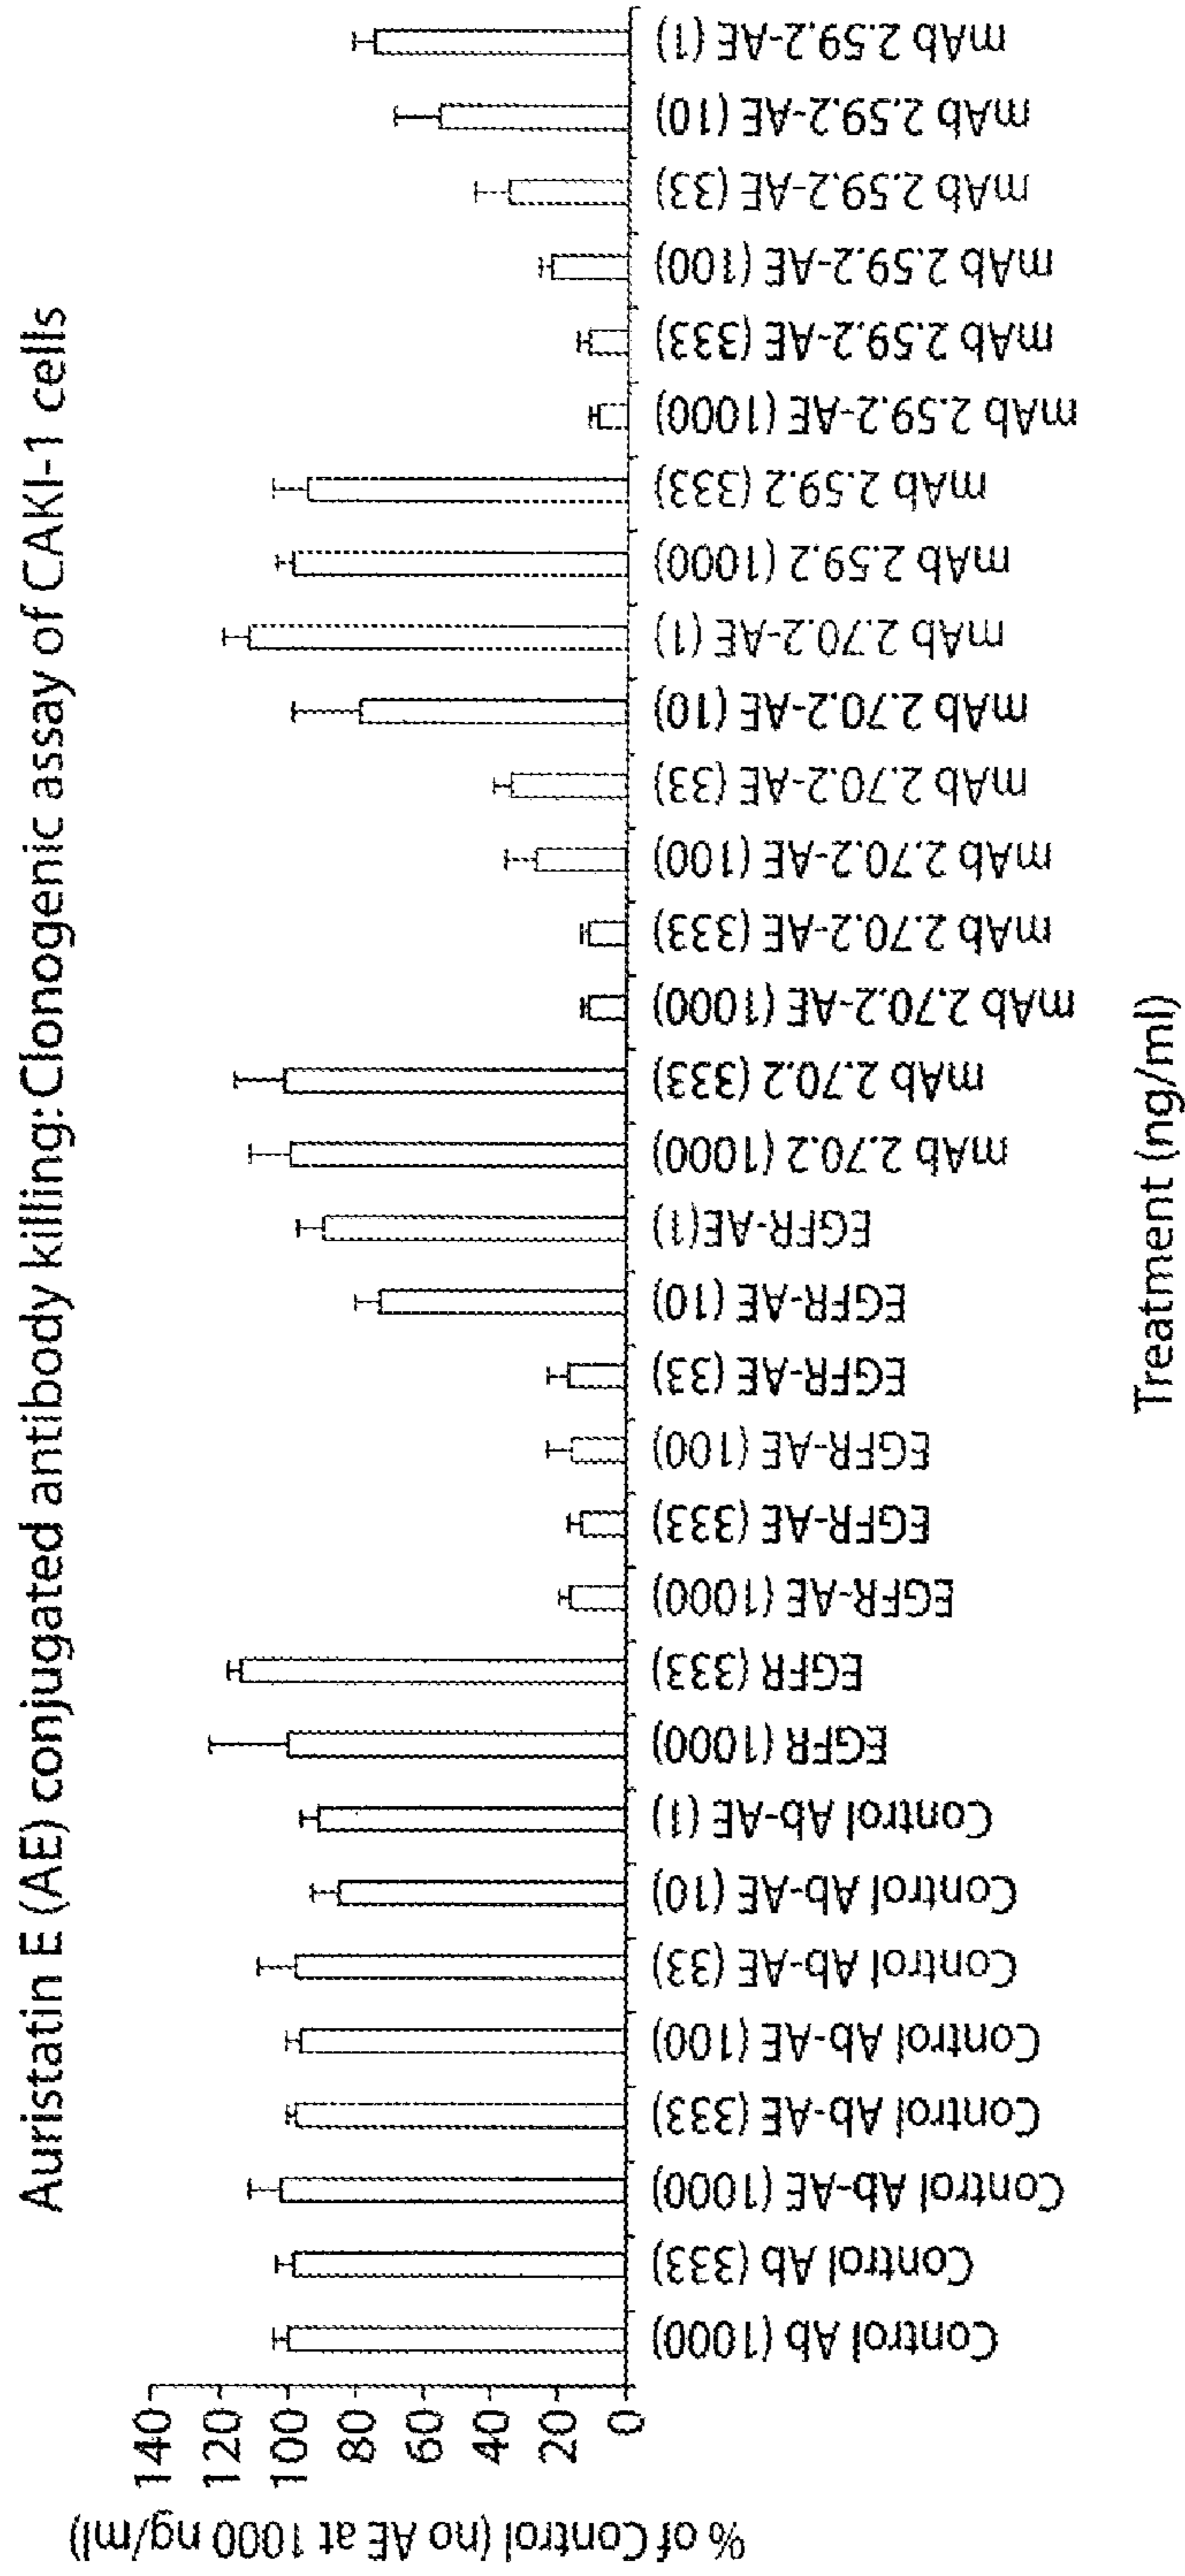 Auristatin E (AE) conjugated antibody killing: Clonogenic assay of CAKI-1 cells
% of Control (no AE at 1000 ng/ml)
140
120
100
80
60
40
20
0
Control Ab (1000)
Control Ab (333)
Control Ab-AE (1000)
Control Ab-AE (333)
Control Ab-AE (100)
Control Ab-AE (33)
Control Ab-AE (10)
Control Ab-AE (1)
EGFR (1000)
EGFR (333)
EGFR-AE (1000)
EGFR-AE (333)
EGFR-AE (100)
EGFR-AE (33)
EGFR-AE (10)
EGFR-AE(1)
mAb 2.70.2 (1000)
mAb 2.70.2 (333)
mAb 2.70.2-AE (1000)
mAb 2.70.2-AE (333)
mAb 2.70.2-AE (100)
mAb 2.70.2-AE (33)
mAb 2.70.2-AE (10)
mAb 2.70.2-AE (1)
mAb 2.59.2 (1000)
mAb 2.59.2 (333)
mAb 2.59.2-AE (1000)
mAb 2.59.2-AE (333)
mAb 2.59.2-AE (100)
mAb 2.59.2-AE (33)
mAb 2.59.2-AE (10)
mAb 2.59.2-AE (1)
Treatment (ng/ml)